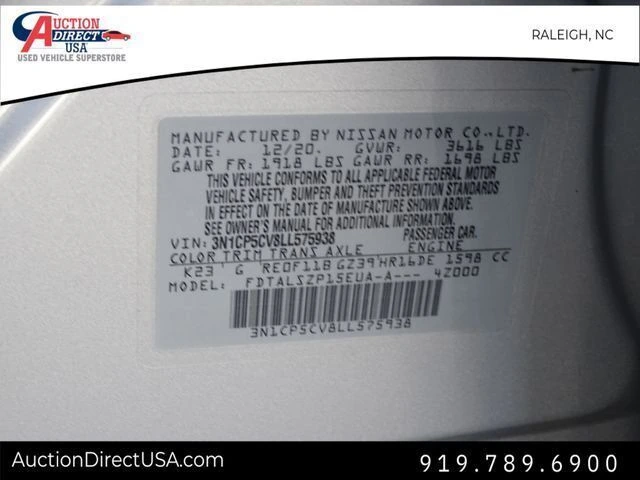 AUCTION
DIRECT
USA
USED VEHICLE SUPERSTORE
RALEIGH, NC
MANUFACTURED BY NISSAN MOTOR CO.,LTD.
DATE: 12/20. GVWR: 3616 LBS
GAWR FR: 1918 LBS GAWR RR: 1698 LBS
THIS VEHICLE CONFORMS TO ALL APPLICABLE FEDERAL MOTOR
VEHICLE SAFETY, BUMPER AND THEFT PREVENTION STANDARDS
IN EFFECT ON THE DATE OF MANUFACTURE SHOWN ABOVE.
SEE OWNER'S MANUAL FOR ADDITIONAL INFORMATION.
VIN: 3N1CP5CV8LL575938 PASSENGER CAR.
COLOR TRIM TRANS AXLE ENGINE
K23 G RE0F11B GZ39 HR16DE 1598 CC
MODEL: FDTALSZP15EUA-A--- 4Z000
3N1CP5CV8LL575938
AuctionDirectUSA.com
919.789.6900